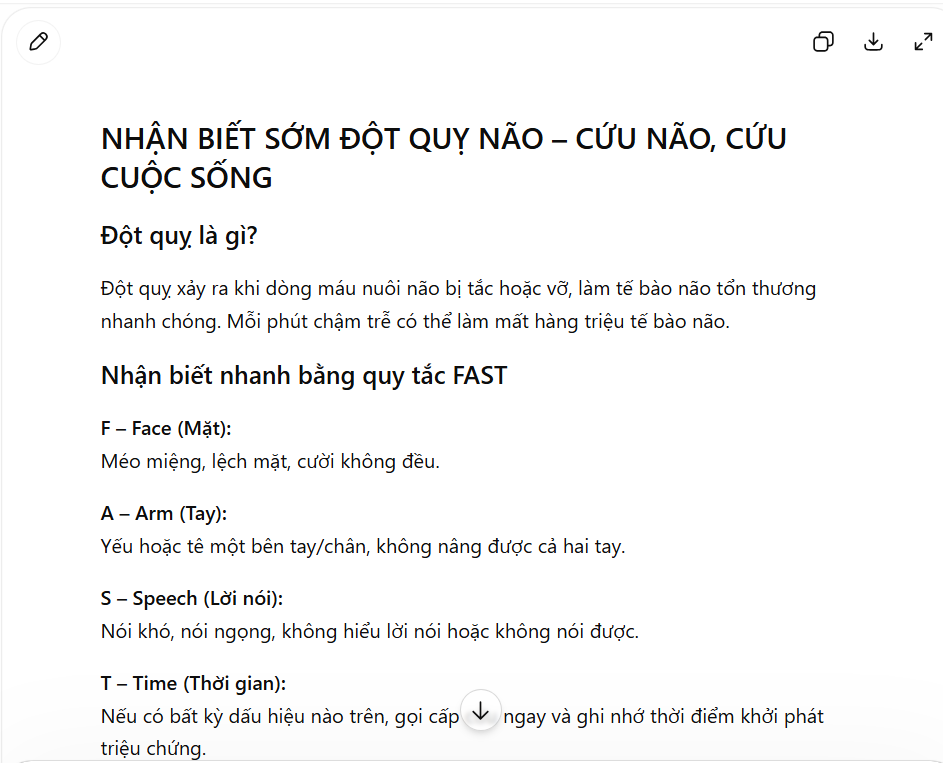 NHẬN BIẾT SỚM ĐỘT QUỴ NÃO – CỨU NÃO, CỨU
CUỘC SỐNG
Đột quỵ là gì?
Đột quỵ xảy ra khi dòng máu nuôi não bị tắc hoặc vỡ, làm tế bào não tổn thương
nhanh chóng. Mỗi phút chậm trễ có thể làm mất hàng triệu tế bào não.
Nhận biết nhanh bằng quy tắc FAST
F – Face (Mặt):
Méo miệng, lệch mặt, cười không đều.
A – Arm (Tay):
Yếu hoặc tê một bên tay/chân, không nâng được cả hai tay.
S – Speech (Lời nói):
Nói khó, nói ngọng, không hiểu lời nói hoặc không nói được.
T – Time (Thời gian):
Nếu có bất kỳ dấu hiệu nào trên, gọi cấp ngay và ghi nhớ thời điểm khởi phát
triệu chứng.